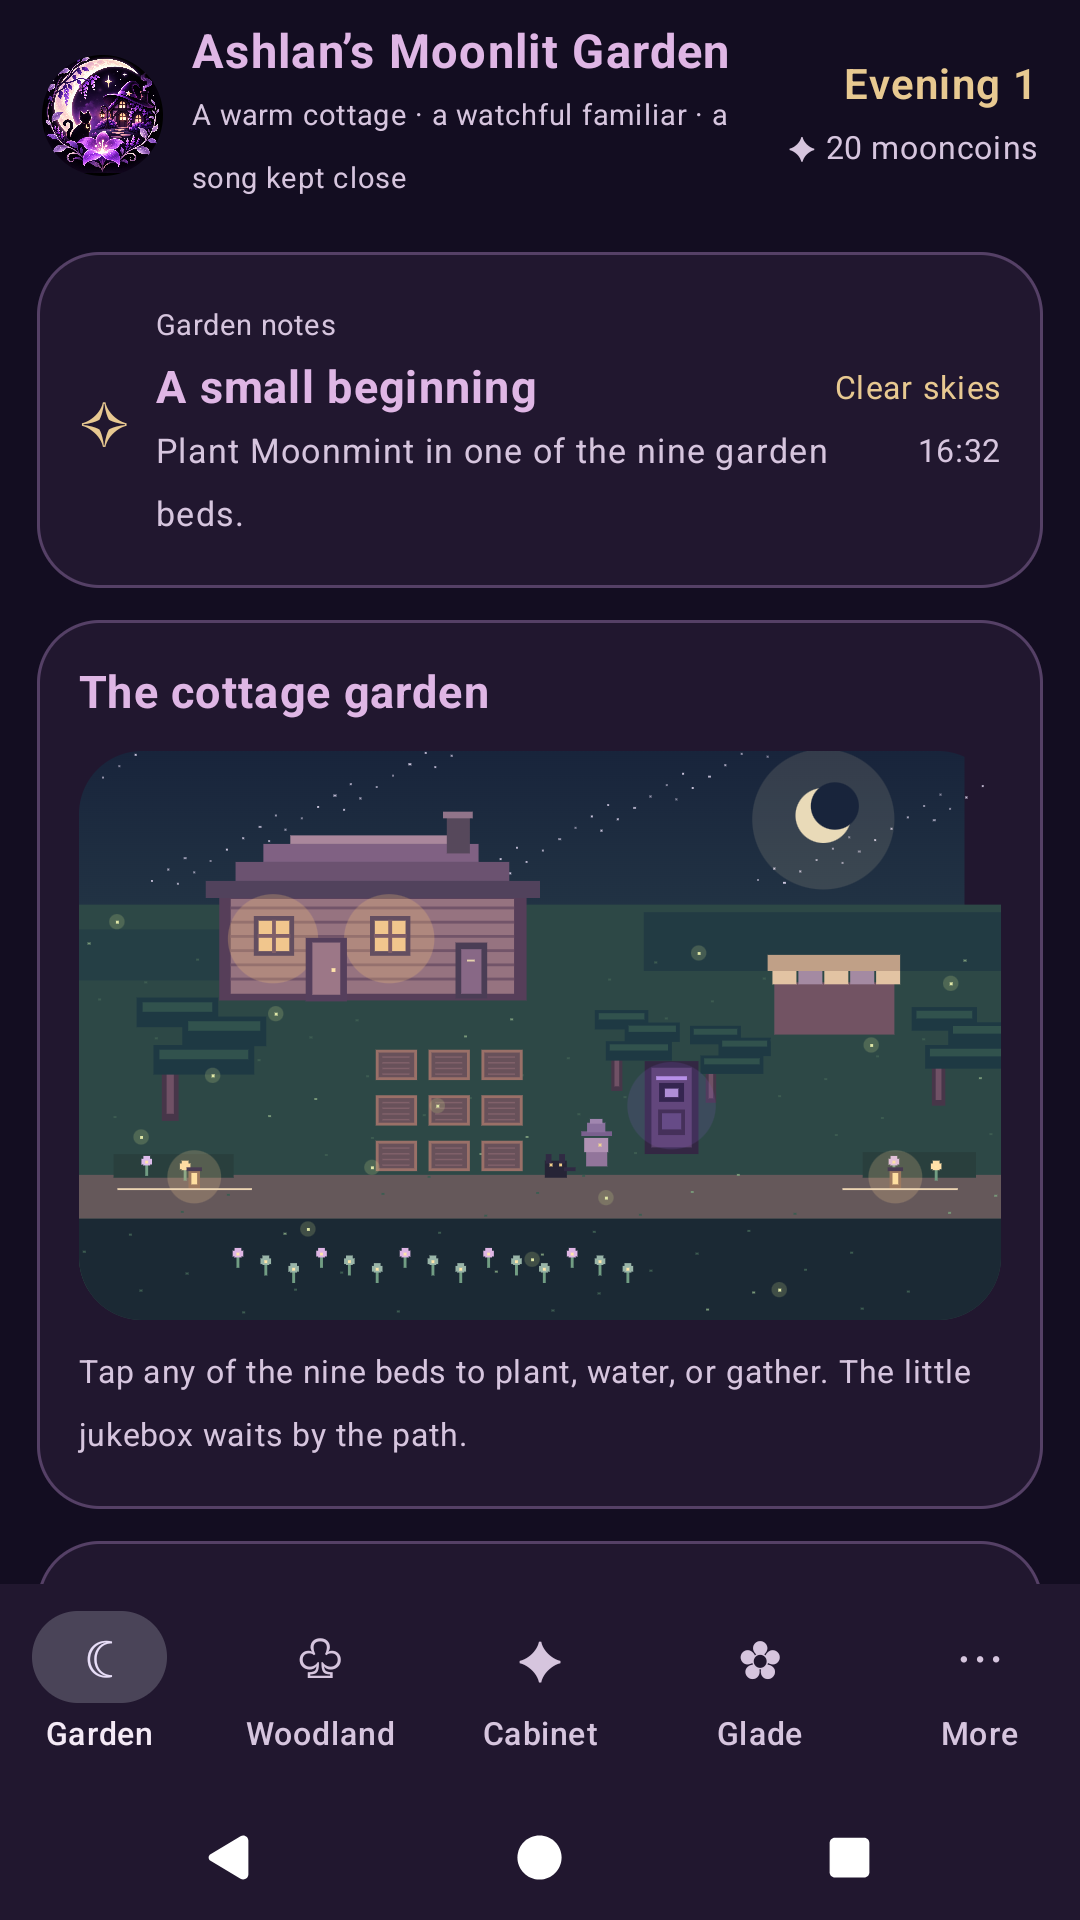 Ashlan’s Moonlit Garden
A warm cottage · a watchful familiar · a
song kept close
Evening 1
✦ 20 mooncoins
Garden notes
A small beginning
Clear skies
Plant Moonmint in one of the nine garden
beds.
16:32
The cottage garden
Tap any of the nine beds to plant, water, or gather. The little
jukebox waits by the path.
Garden
Woodland
Cabinet
Glade
More